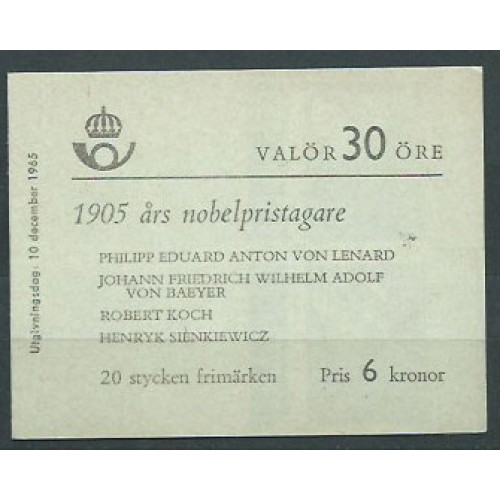 VALÖR 30 ÖRE
1905 års nobelpristagare
PHILIPP EDUARD ANTON VON LENARD
JOHANN FRIEDRICH WILHELM ADOLF
VON BAEYER
ROBERT KOCH
HENRYK SIENKIEWICZ
20 stycken frimärken Pris 6 kronor
Utgivningsdag: 10 december 1965